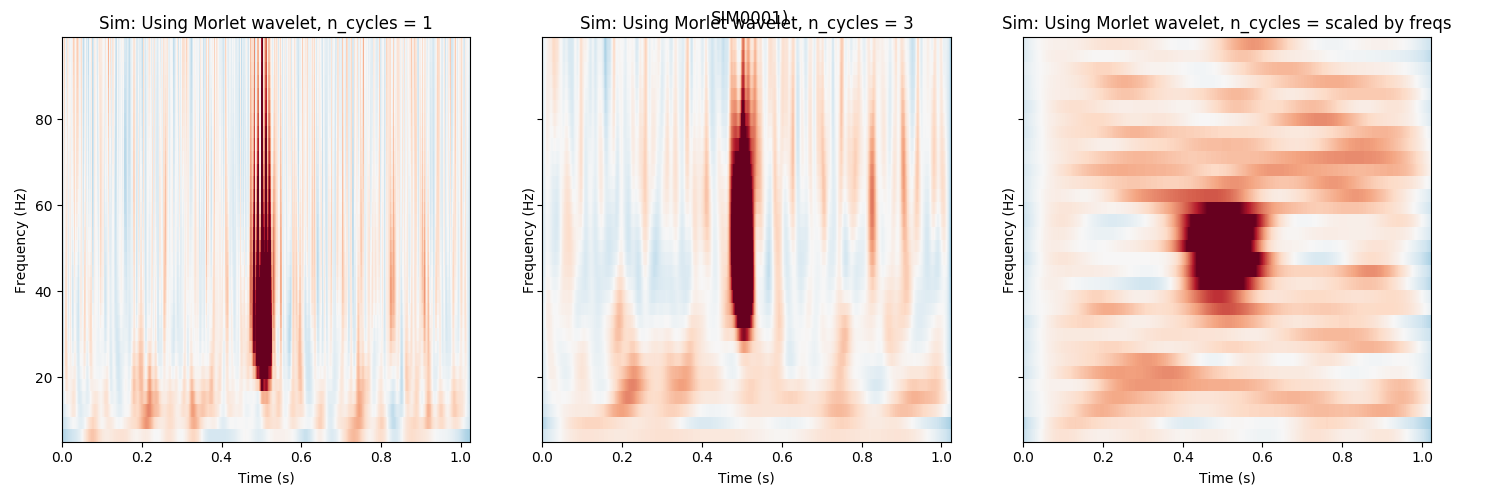 SIM0001)
Sim: Using Morlet wavelet, n_cycles = 1
Sim: Using Morlet wavelet, n_cycles = 3
Sim: Using Morlet wavelet, n_cycles = scaled by freqs
Frequency (Hz)
80
60
40
20
0.0 0.2 0.4 0.6 0.8 1.0
Time (s)
Frequency (Hz)
0.0 0.2 0.4 0.6 0.8 1.0
Time (s)
Frequency (Hz)
0.0 0.2 0.4 0.6 0.8 1.0
Time (s)